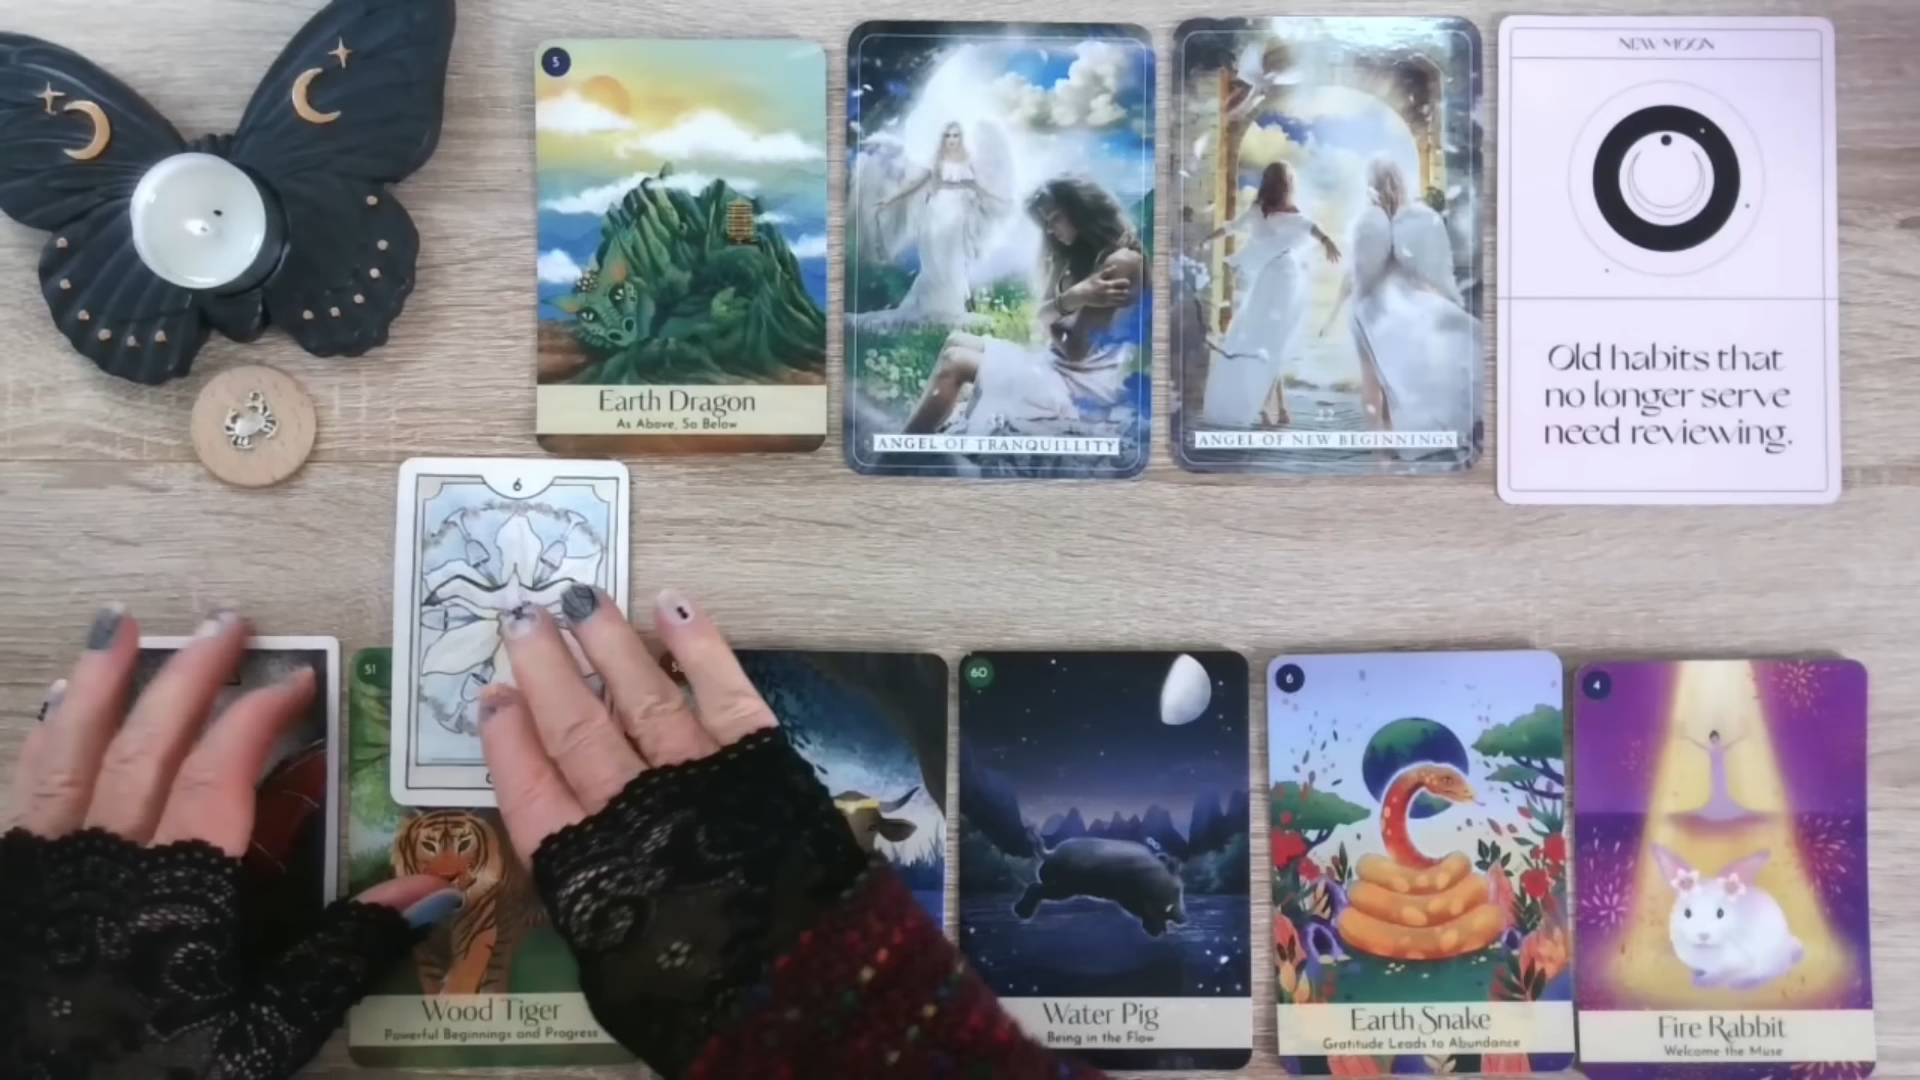 5
Earth Dragon
As Above, So Below
ANGEL OF TRANQUILLITY
22
ANGEL OF NEW BEGINNINGS
NEW MOON
Old habits that
no longer serve
need reviewing.
6
51
Wood Tiger
Powerful Beginnings and Progress
60
Water Pig
Being in the Flow
6
Earth Snake
Gratitude Leads to Abundance
4
Fire Rabbit
Welcome the Muse